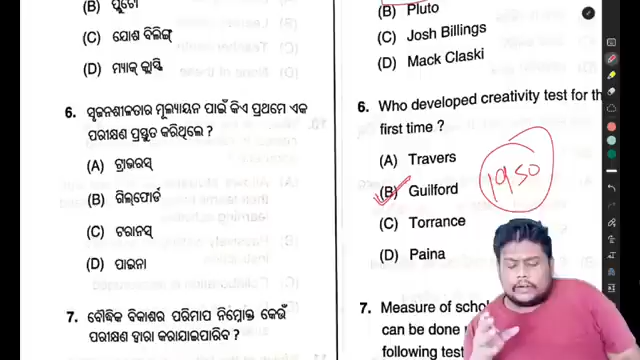 (B) ପ୍ଲୁଟୋ
(C) ଯୋଶ ବିଲିଙ୍ଗ୍
(D) ମ୍ୟାକ୍ କ୍ଲାସ୍କି
6. ସୃଜନଶୀଳତାର ମୂଲ୍ୟାୟନ ପାଇଁ କିଏ ପ୍ରଥମେ ଏକ
ପରୀକ୍ଷଣ ପ୍ରସ୍ତୁତ କରିଥିଲେ ?
(A) ଟ୍ରାଭରସ୍
(B) ଗିଲ୍‌ଫୋର୍ଡ
(C) ଟରାନସ୍
(D) ପାଇନା
7. ବୌଦ୍ଧିକ ବିକାଶର ପରିମାପ ନିମ୍ନୋକ୍ତ କେଉଁ
ପରୀକ୍ଷଣ ଦ୍ୱାରା କରାଯାଇପାରିବ ?
(B) Pluto
(C) Josh Billings
(D) Mack Claski
6. Who developed creativity test for th
first time ?
(A) Travers
(B) Guilford
1950
(C) Torrance
(D) Paina
7. Measure of schol
can be done
following test